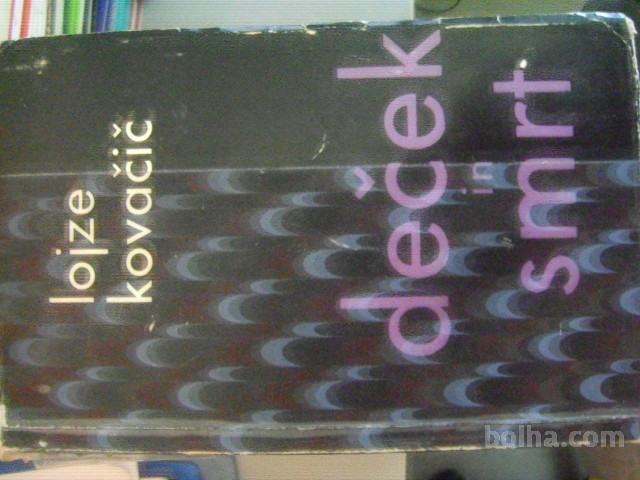 lojze
kovačič
deček
in
smrt
bolha.com